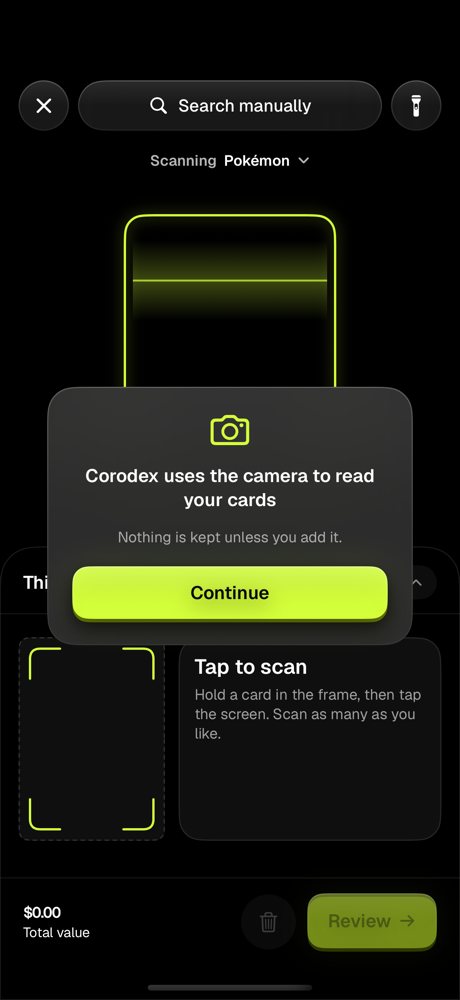 Search manually
Scanning Pokémon
Corodex uses the camera to read
your cards
Nothing is kept unless you add it.
Continue
Tap to scan
Hold a card in the frame, then tap
the screen. Scan as many as you
like.
$0.00
Total value
Review